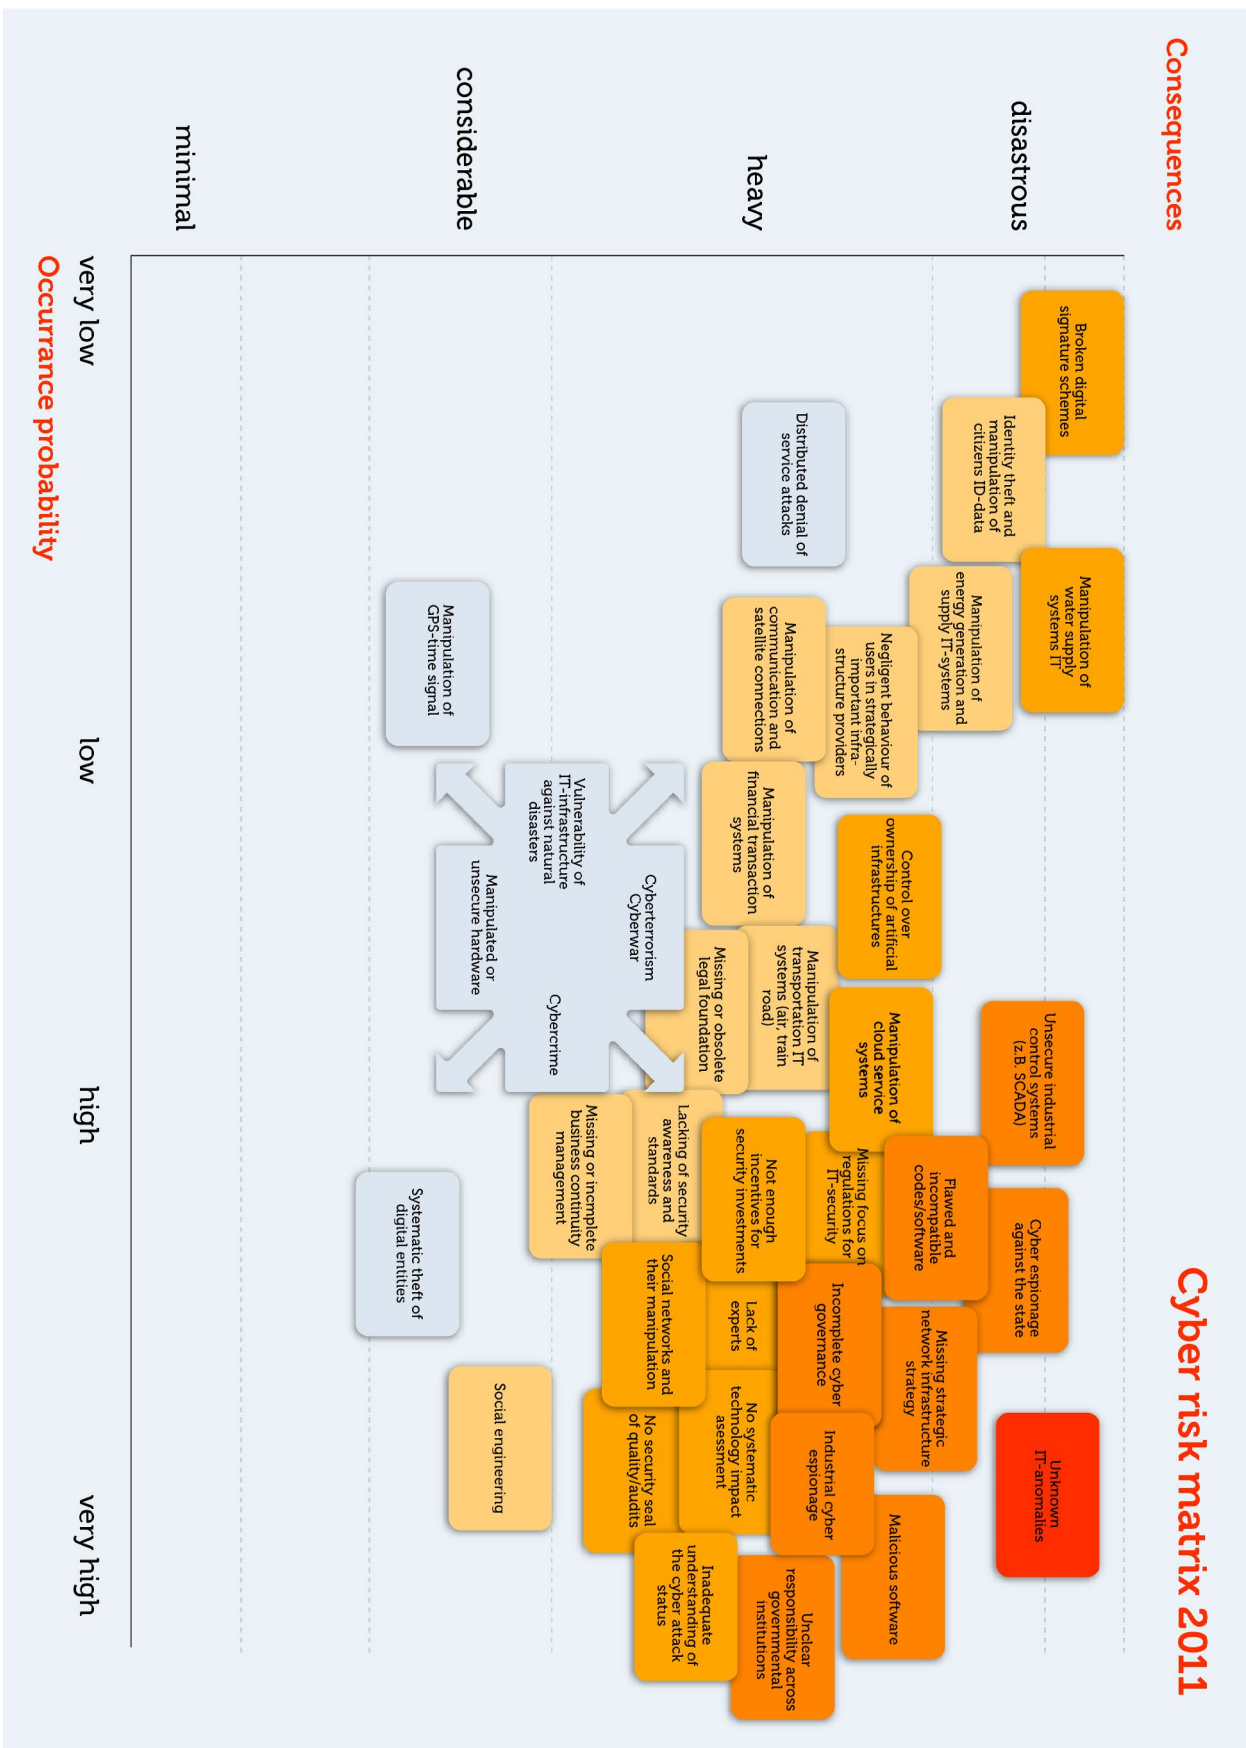 Cyber risk matrix 2011
Consequences
disastrous
heavy
considerable
minimal
very low
low
high
very high
Occurrance probability
Broken digital
signature schemes
Identity theft and
manipulation of
citizens ID-data
Manipulation of
water supply
systems IT
Manipulation of
energy generation and
supply IT-systems
Distributed denial of
service attacks
Negligent behaviour of
users in strategically
important infra-
structure providers
Manipulation of
communication and
satellite connections
Manipulation of
GPS-time signal
Manipulation of
financial transaction
systems
Control over
ownership of artificial
infrastructures
Manipulation of
transportation IT
systems (air, train
road)
Missing or obsolete
legal foundation
Manipulation of
cloud service
systems
Unsecure industrial
control systems
(z.B. SCADA)
Cyberterrorism
Cyberwar
Vulnerability of
IT-infrastructure
against natural
disasters
Cybercrime
Manipulated or
unsecure hardware
Flawed and
incompatible
codes/software
Cyber espionage
against the state
Missing focus on
regulations for
IT-security
Not enough
incentives for
security investments
Lacking of security
awareness and
standards
Missing or incmplete
business continuity
management
Systematic theft of
digital entities
Missing strategic
network infrastructure
strategy
Incomplete cyber
governance
Lack of
experts
Social networks and
their manipulation
Unknown
IT-anomalies
Malicious software
Industrial cyber
espionage
No systematic
technology impact
asessment
No security seal
of quality/audits
Social engineering
Unclear
responsibility across
governmental
institutions
Inadequate
understanding of
the cyber attack
status